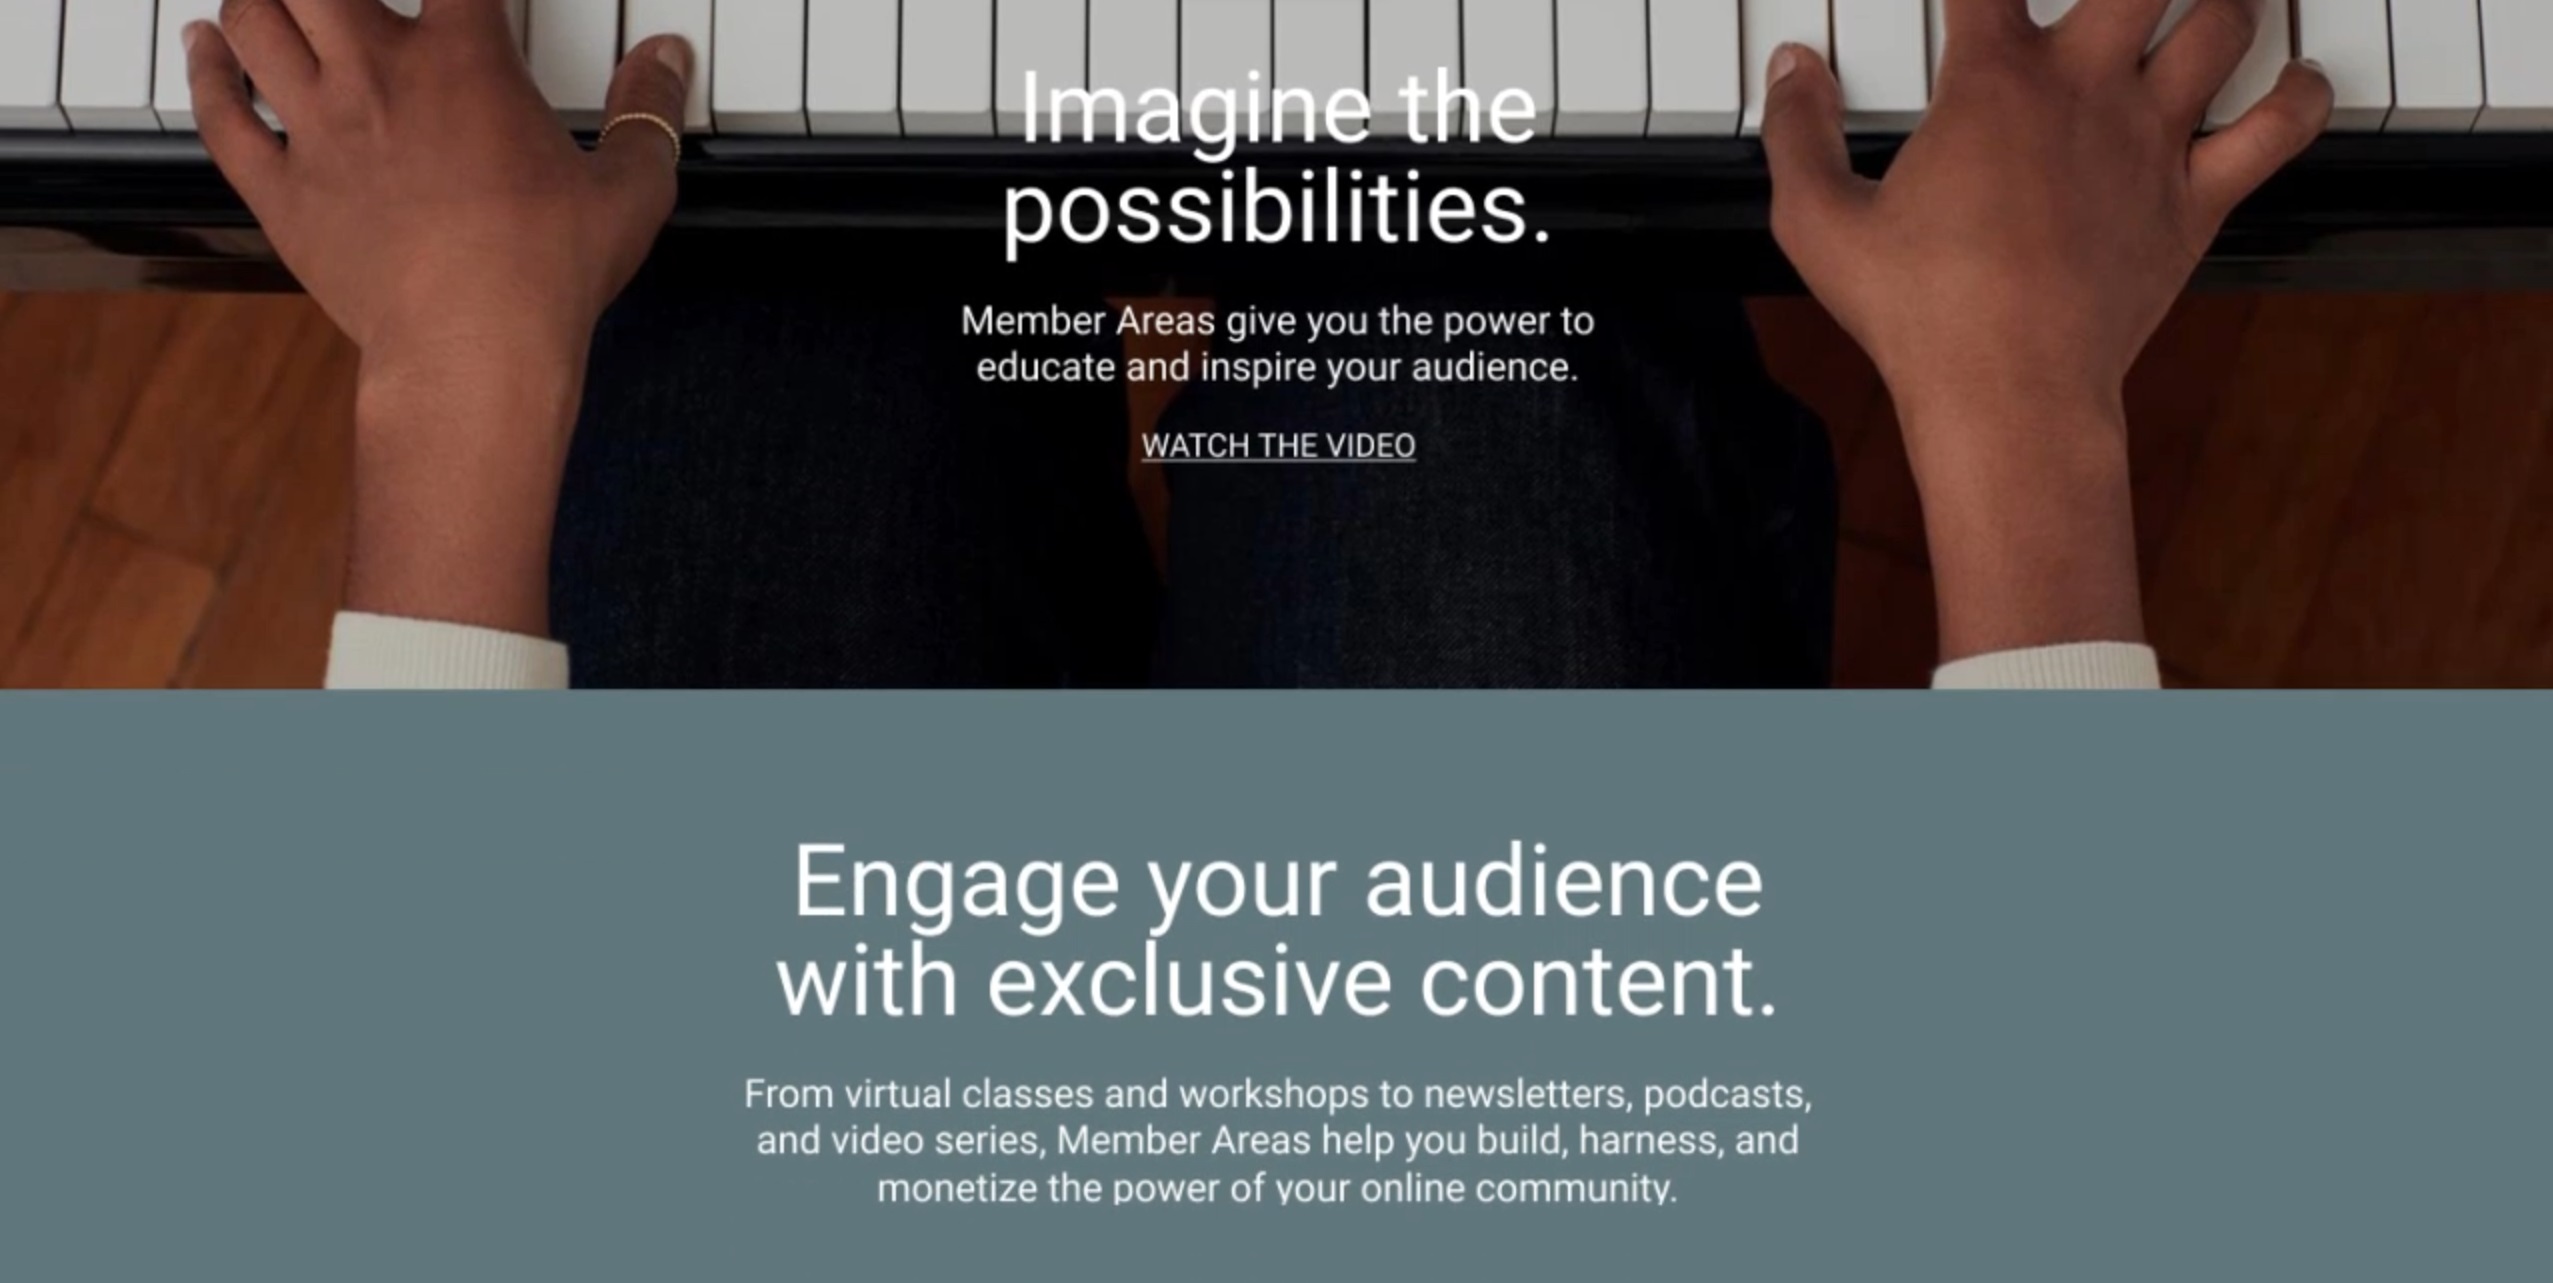 Imagine the
possibilities.
Member Areas give you the power to
educate and inspire your audience.
WATCH THE VIDEO
Engage your audience
with exclusive content.
From virtual classes and workshops to newsletters, podcasts,
and video series, Member Areas help you build, harness, and
monetize the power of your online community.